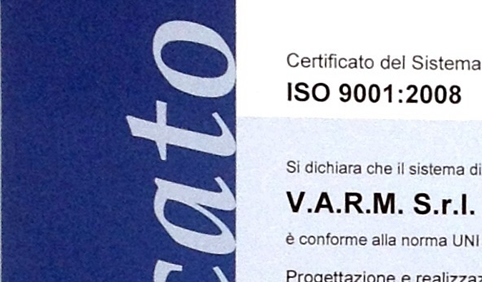 cato
Certificato del Sistema
ISO 9001:2008
Si dichiara che il sistema di
V.A.R.M. S.r.l.
è conforme alla norma UNI
Progettazione e realizzaz